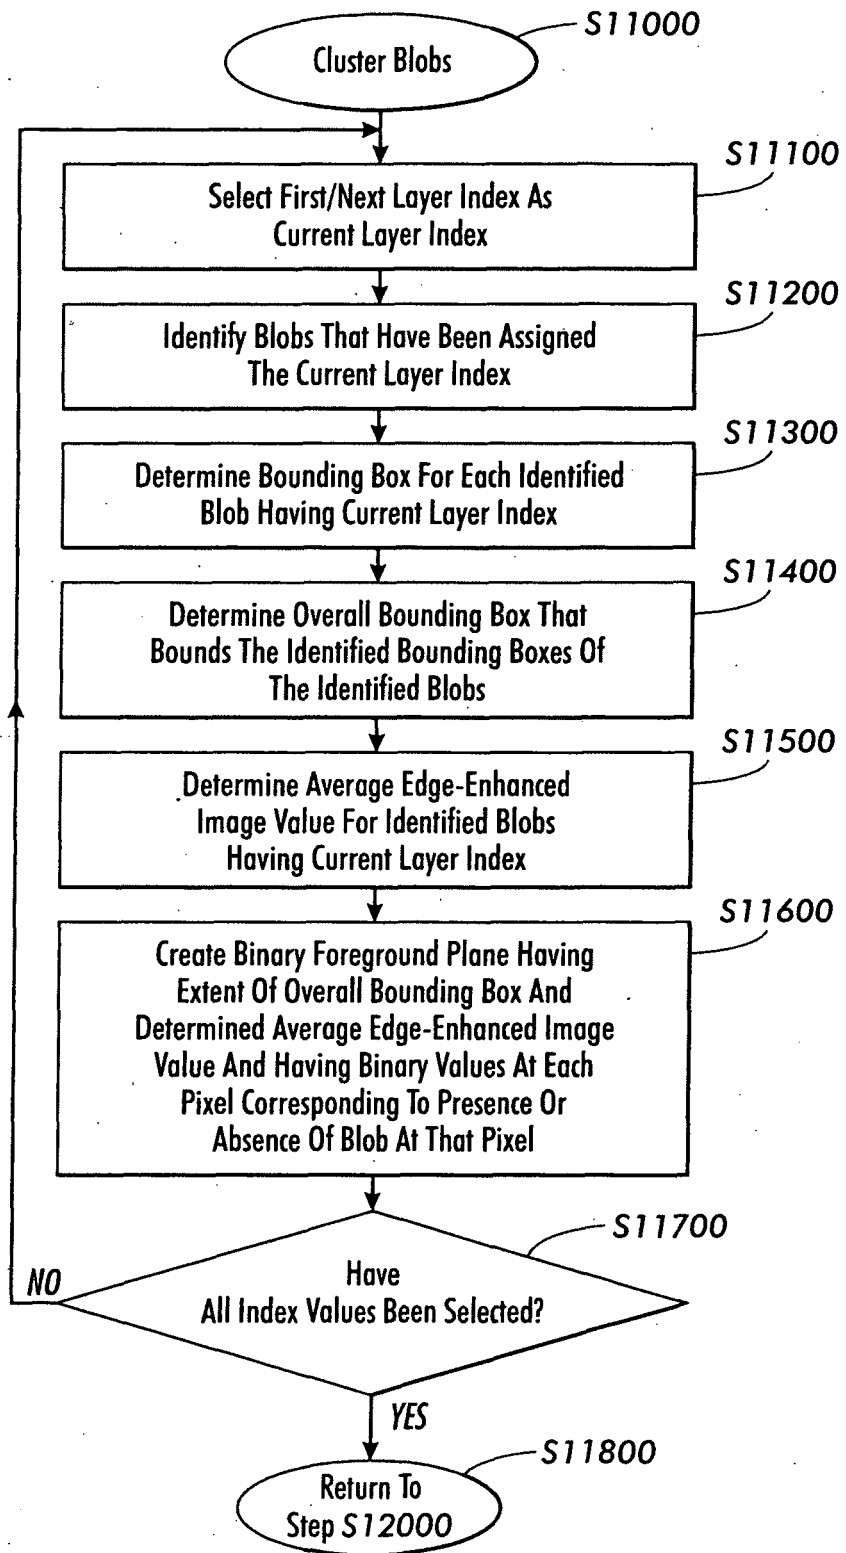 S11000
Cluster Blobs
S11100
Select First/Next Layer Index As
Current Layer Index
S11200
Identify Blobs That Have Been Assigned
The Current Layer Index
S11300
Determine Bounding Box For Each Identified
Blob Having Current Layer Index
S11400
Determine Overall Bounding Box That
Bounds The Identified Bounding Boxes Of
The Identified Blobs
S11500
Determine Average Edge-Enhanced
Image Value For Identified Blobs
Having Current Layer Index
S11600
Create Binary Foreground Plane Having
Extent Of Overall Bounding Box And
Determined Average Edge-Enhanced Image
Value And Having Binary Values At Each
Pixel Corresponding To Presence Or
Absence Of Blob At That Pixel
S11700
NO
Have
All Index Values Been Selected?
YES
S11800
Return To
Step S12000